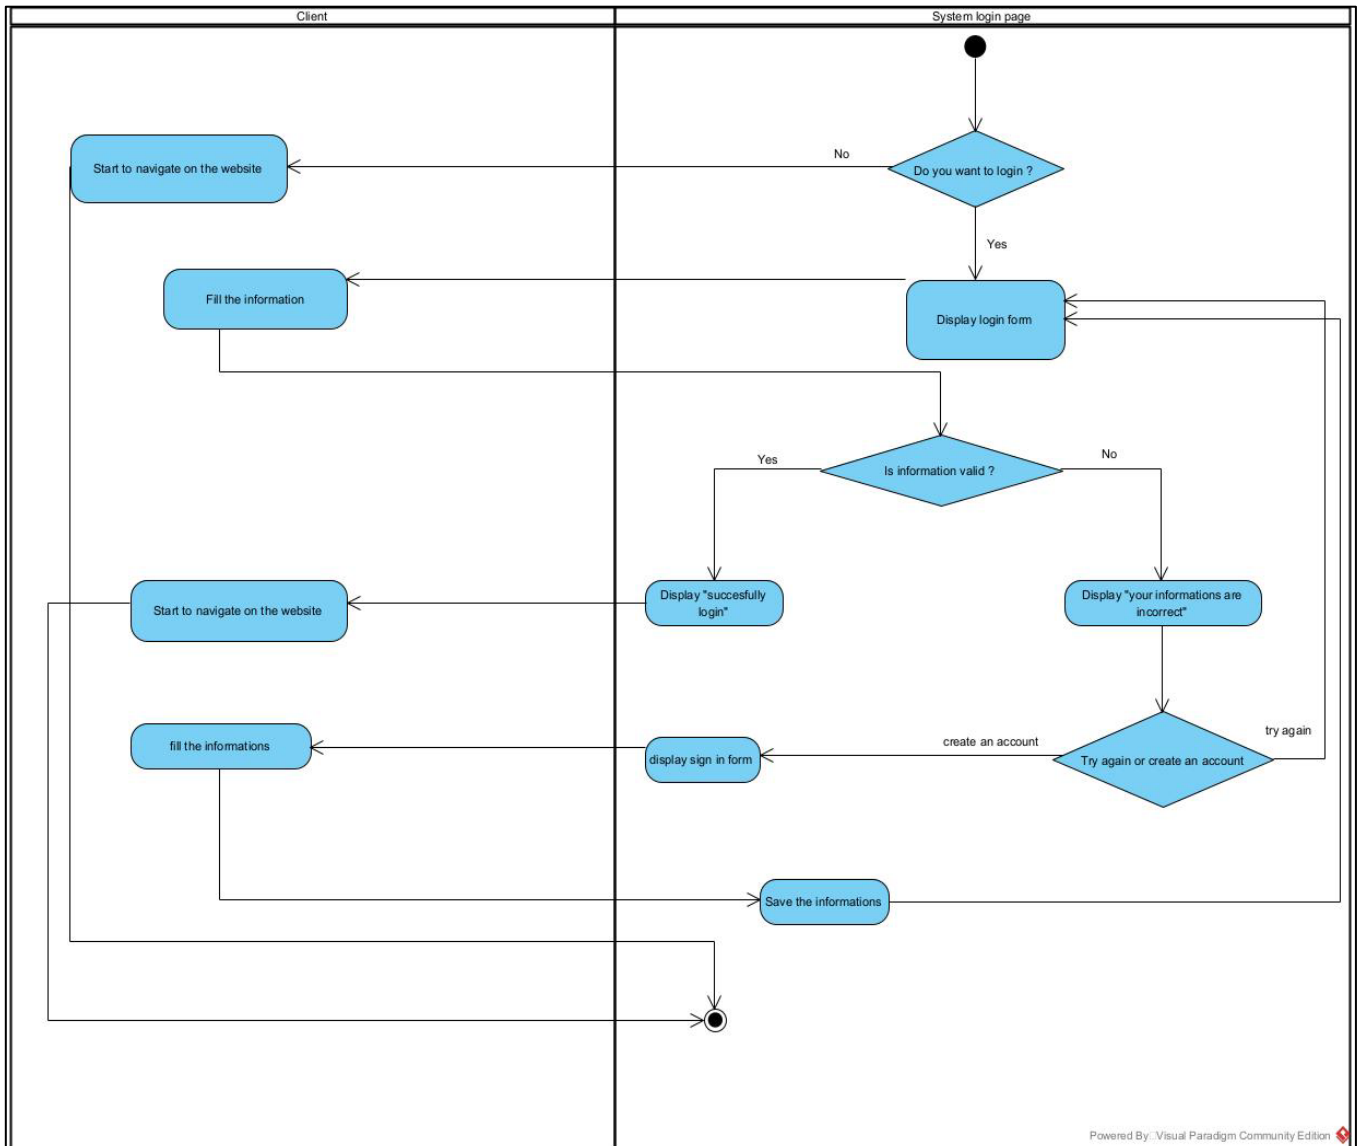 Client
System login page
Do you want to login ?
No
Start to navigate on the website
Yes
Fill the information
Display login form
Is information valid ?
Yes
No
Display "succesfully
login"
Display "your informations are
incorrect"
Start to navigate on the website
try again
create an account
Try again or create an account
display sign in form
fill the informations
Save the informations
Powered By Visual Paradigm Community Edition